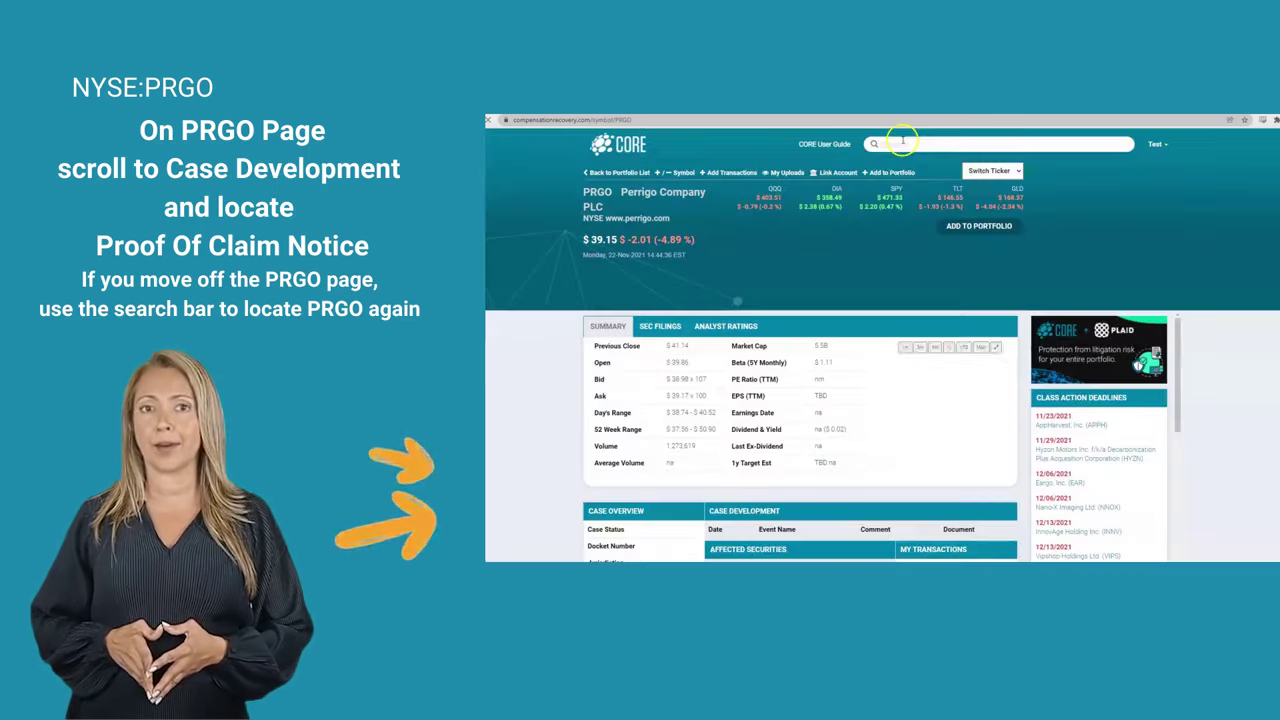 NYSE:PRGO
On PRGO Page
scroll to Case Development
and locate
Proof Of Claim Notice
If you move off the PRGO page,
use the search bar to locate PRGO again
compensationrecovery.com/symbol/PRGO
CORE
CORE User Guide
Test
Back to Portfolio List
+ / − Symbol
+ Add Transactions
My Uploads
Link Account
+ Add to Portfolio
Switch Ticker
PRGO Perrigo Company
PLC
NYSE www.perrigo.com
$ 39.15 $ -2.01 (-4.89 %)
Monday, 22-Nov-2021 14:44:36 EST
QQQ DIA SPY TLT GLD
$ 403.51 $ 358.49 $ 471.33 $ 146.55 $ 168.37
$ -0.79 (-0.2 %) $ 2.38 (0.67 %) $ 2.20 (0.47 %) $ -1.93 (-1.3 %) $ -4.04 (-2.34 %)
ADD TO PORTFOLIO
SUMMARY SEC FILINGS ANALYST RATINGS
Previous Close $ 41.14 Market Cap $ 5B
Open $ 39.86 Beta (5Y Monthly) $ 1.11
Bid $ 38.98 x 107 PE Ratio (TTM) nm
Ask $ 39.17 x 100 EPS (TTM) TBD
Day's Range $ 38.74 - $ 40.52 Earnings Date na
52 Week Range $ 37.56 - $ 50.90 Dividend & Yield na ($ 0.02)
Volume 1,273,619 Last Ex-Dividend na
Average Volume na 1y Target Est TBD na
CORE + PLAID
Protection from litigation risk
for your entire portfolio.
CLASS ACTION DEADLINES
11/23/2021
AppHarvest, Inc. (APPH)
11/29/2021
Hyzon Motors Inc. f/k/a Decarbonization
Plus Acquisition Corporation (HYZN)
12/06/2021
Eargo, Inc. (EAR)
12/06/2021
Nano-X Imaging Ltd. (NNOX)
12/13/2021
InnovAge Holding Inc. (INNV)
12/13/2021
Vipshop Holdings Ltd. (VIPS)
CASE OVERVIEW
Case Status
Docket Number
CASE DEVELOPMENT
Date Event Name Comment Document
AFFECTED SECURITIES MY TRANSACTIONS